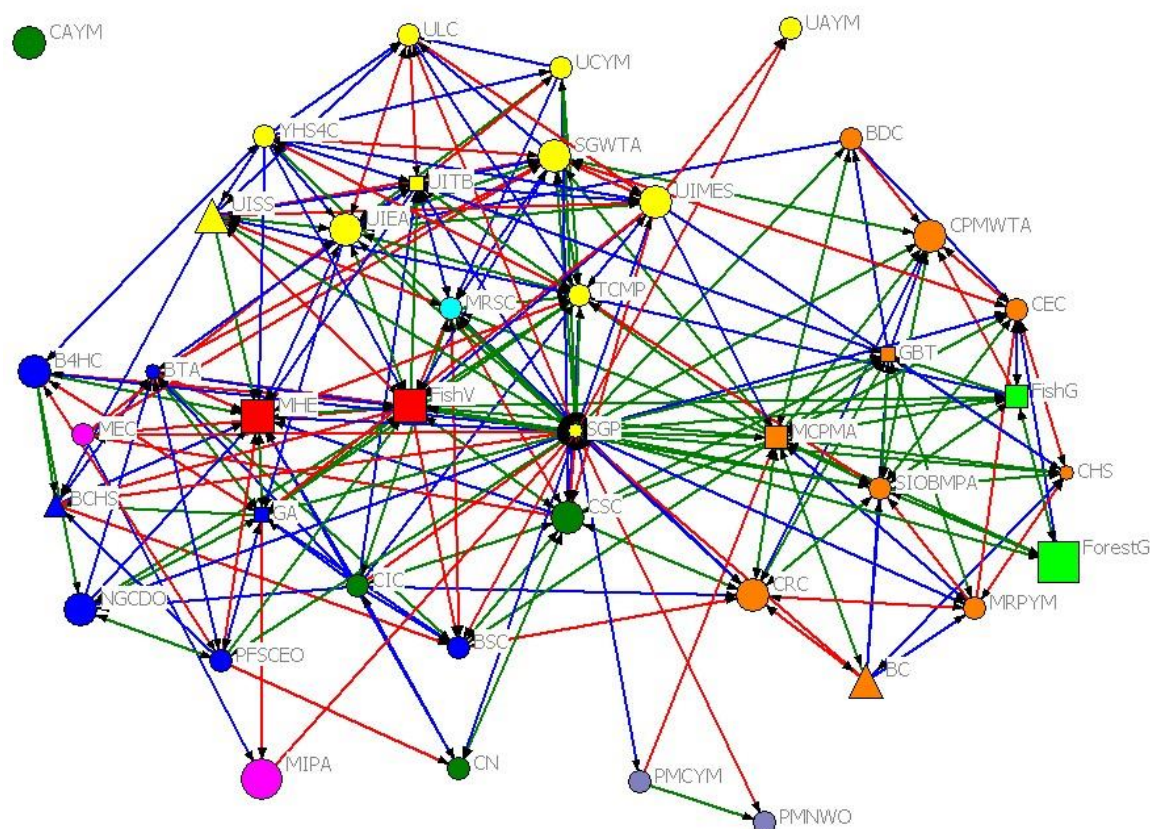 CAYM
ULC
UAYM
UCYM
YHS4C
BDC
SGWTA
UITB
UISS
UIMES
UIEA
CPMWTA
TCMP
MRSC
CEC
GBT
B4HC
BTA
FishV
FishG
MHE
MEC
SGP
MCPMA
CHS
SIOBMPA
BCHS
GA
CSC
ForestG
CIC
NGCDO
CRC
MRPYM
BSC
PFSCEO
BC
MIPA
CN
PMCYM
PMNWO